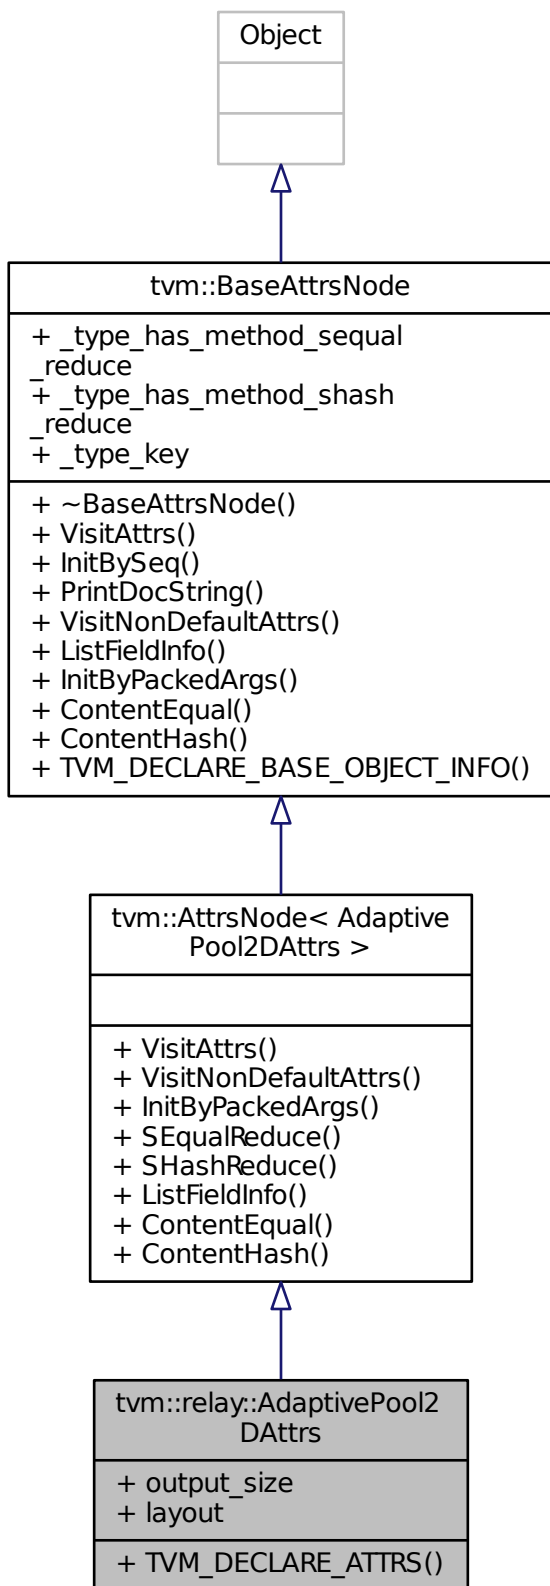 Object
tvm::BaseAttrsNode
+ _type_has_method_sequal
_reduce
+ _type_has_method_shash
_reduce
+ _type_key
+ ~BaseAttrsNode()
+ VisitAttrs()
+ InitBySeq()
+ PrintDocString()
+ VisitNonDefaultAttrs()
+ ListFieldInfo()
+ InitByPackedArgs()
+ ContentEqual()
+ ContentHash()
+ TVM_DECLARE_BASE_OBJECT_INFO()
tvm::AttrsNode< Adaptive
Pool2DAttrs >
+ VisitAttrs()
+ VisitNonDefaultAttrs()
+ InitByPackedArgs()
+ SEqualReduce()
+ SHashReduce()
+ ListFieldInfo()
+ ContentEqual()
+ ContentHash()
tvm::relay::AdaptivePool2
DAttrs
+ output_size
+ layout
+ TVM_DECLARE_ATTRS()